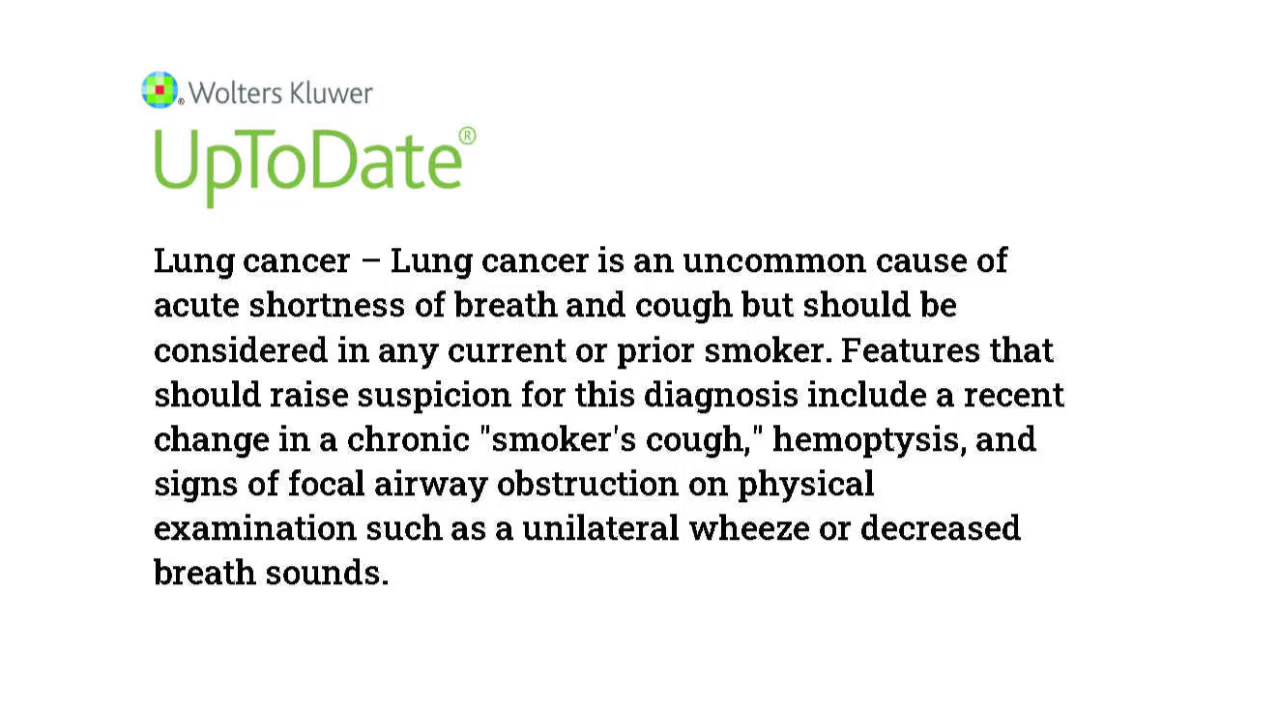 Wolters Kluwer
UpToDate®
Lung cancer – Lung cancer is an uncommon cause of
acute shortness of breath and cough but should be
considered in any current or prior smoker. Features that
should raise suspicion for this diagnosis include a recent
change in a chronic "smoker's cough," hemoptysis, and
signs of focal airway obstruction on physical
examination such as a unilateral wheeze or decreased
breath sounds.